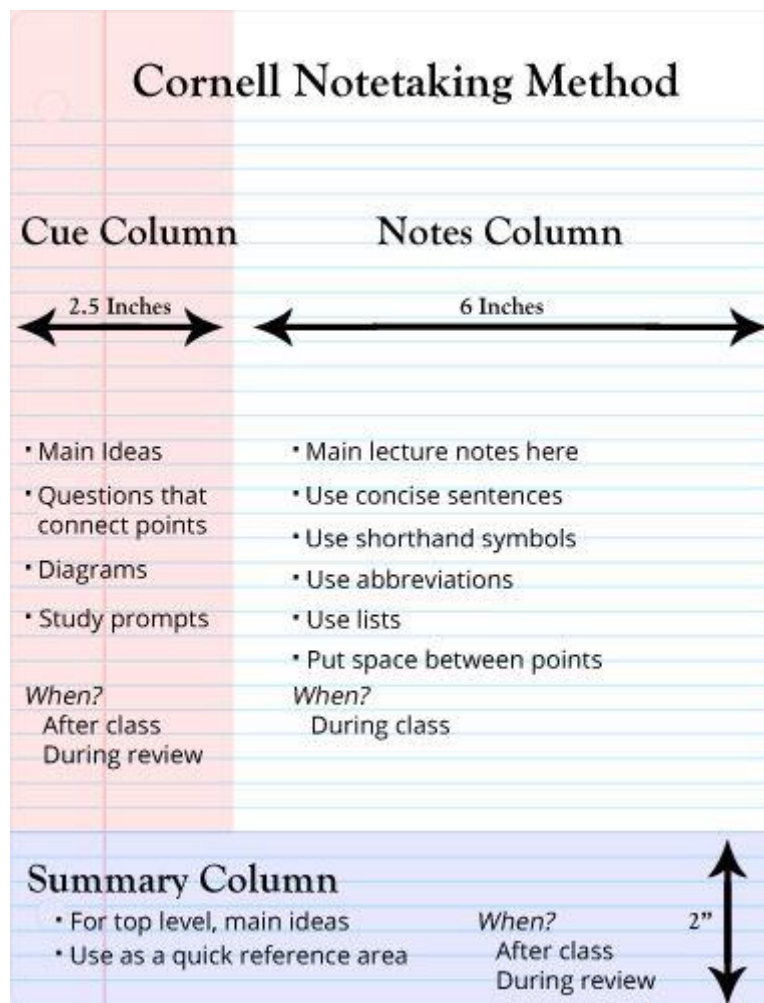 Cornell Notetaking Method
Cue Column
2.5 Inches
• Main Ideas
• Questions that
connect points
• Diagrams
• Study prompts
When?
After class
During review
Notes Column
6 Inches
• Main lecture notes here
• Use concise sentences
• Use shorthand symbols
• Use abbreviations
• Use lists
• Put space between points
When?
During class
Summary Column
• For top level, main ideas
• Use as a quick reference area
When?
After class
During review
2”